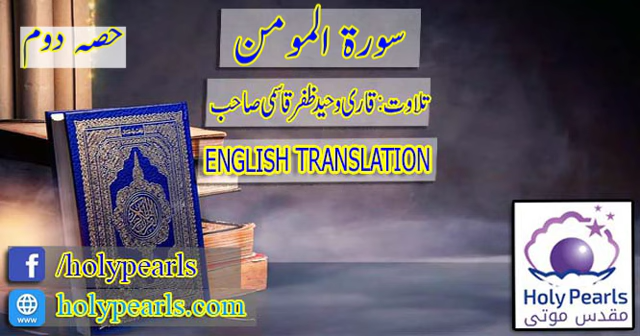 حصہ دوم
سورۃ المومن
تلاوت: قاری وحید ظفر قاسمی صاحب
ENGLISH TRANSLATION
f /holypearls
www holypearls.com
Holy Pearls
مقدس موتی